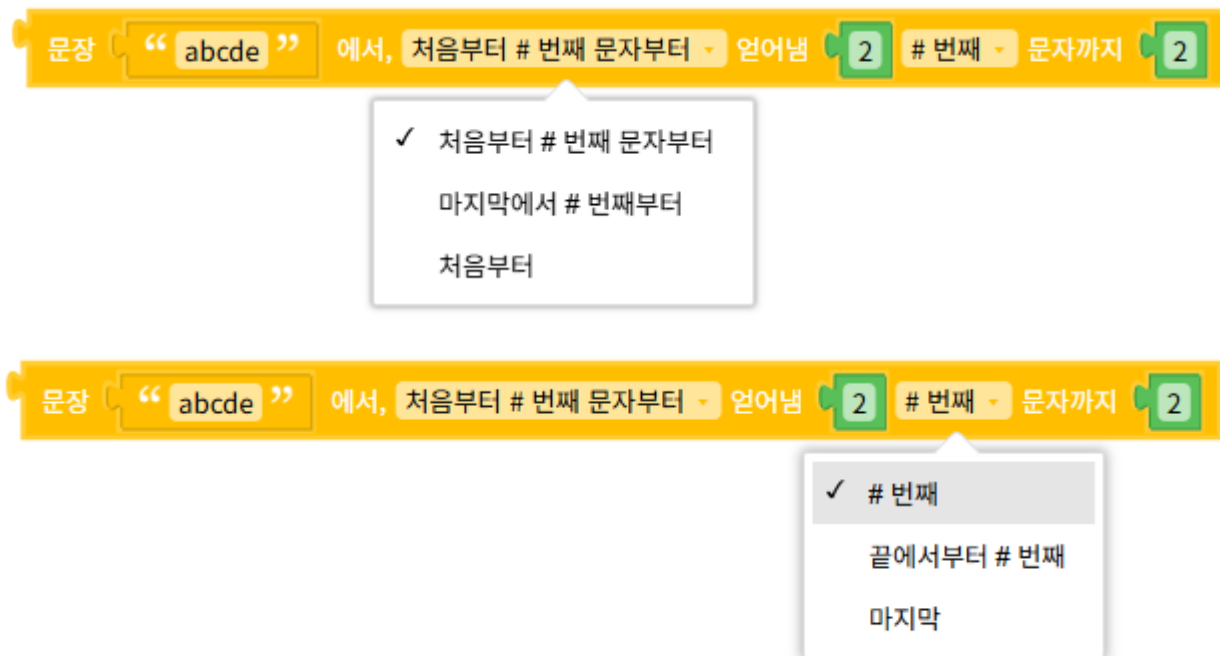 문장 “ abcde ” 에서, 처음부터 # 번째 문자부터 얻어냄 2 # 번째 문자까지 2
✓ 처음부터 # 번째 문자부터
마지막에서 # 번째부터
처음부터
문장 “ abcde ” 에서, 처음부터 # 번째 문자부터 얻어냄 2 # 번째 문자까지 2
✓ # 번째
끝에서부터 # 번째
마지막